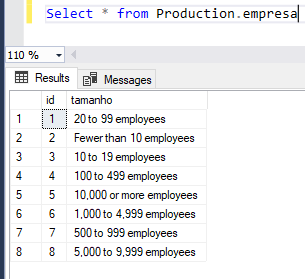 Select * from Production.empresa
110 %
Results Messages
id tamanho
1 1 20 to 99 employees
2 2 Fewer than 10 employees
3 3 10 to 19 employees
4 4 100 to 499 employees
5 5 10,000 or more employees
6 6 1,000 to 4,999 employees
7 7 500 to 999 employees
8 8 5,000 to 9,999 employees